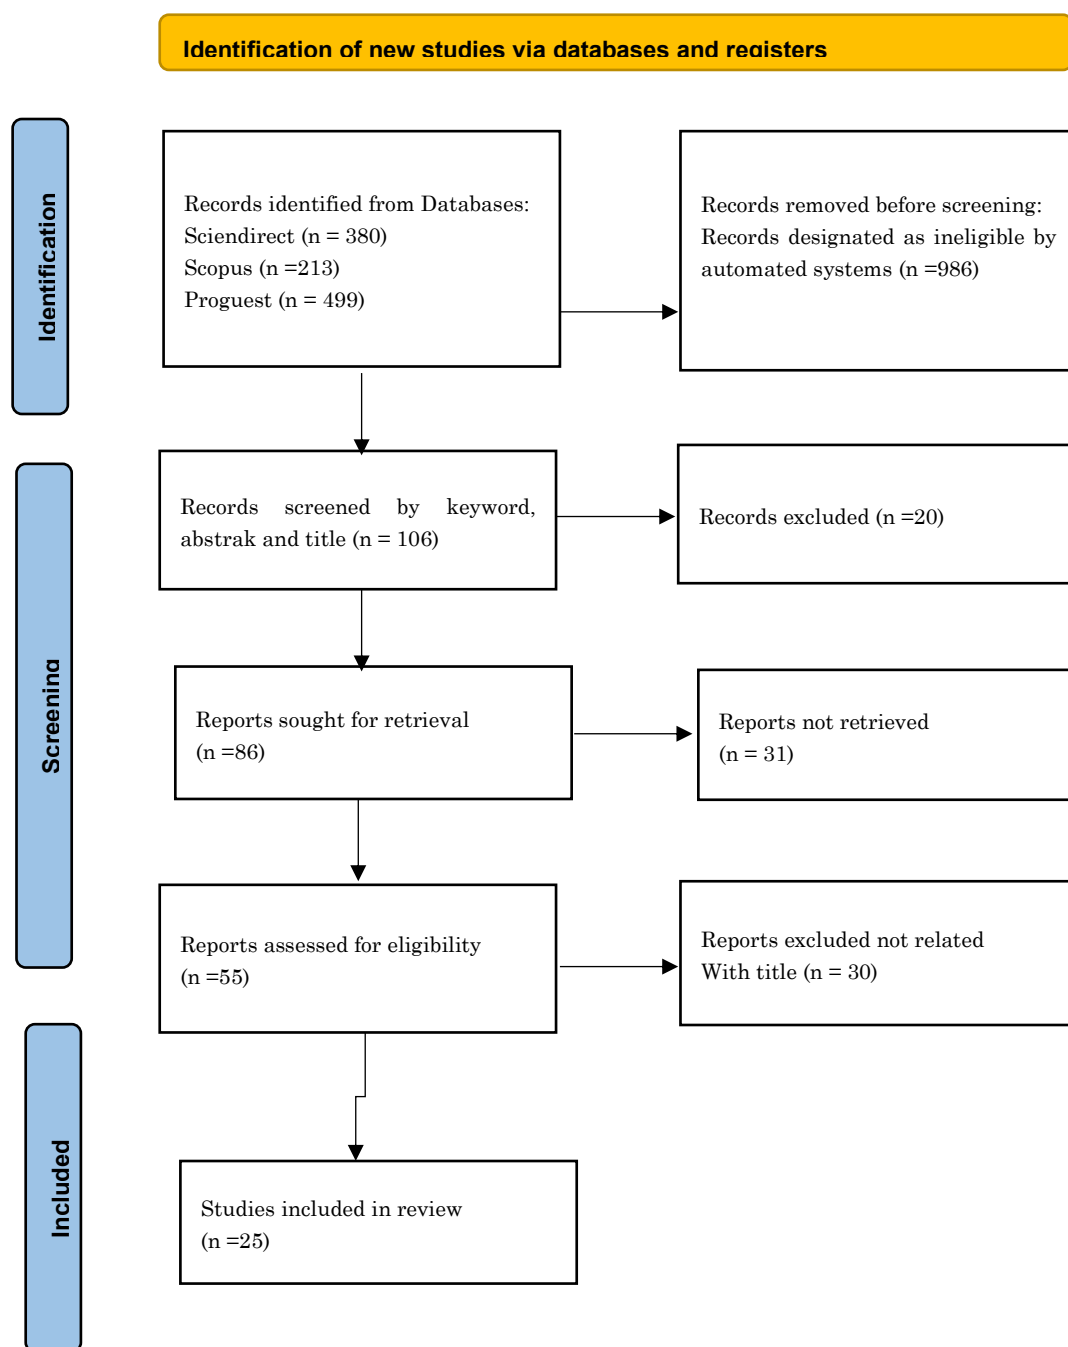 Identification of new studies via databases and registers
Identification
Records identified from Databases:
Sciendirect (n = 380)
Scopus (n =213)
Proguest (n = 499)
Records removed before screening:
Records designated as ineligible by
automated systems (n =986)
Screening
Records screened by keyword,
abstrak and title (n = 106)
Records excluded (n =20)
Reports sought for retrieval
(n =86)
Reports not retrieved
(n = 31)
Reports assessed for eligibility
(n =55)
Reports excluded not related
With title (n = 30)
Included
Studies included in review
(n =25)